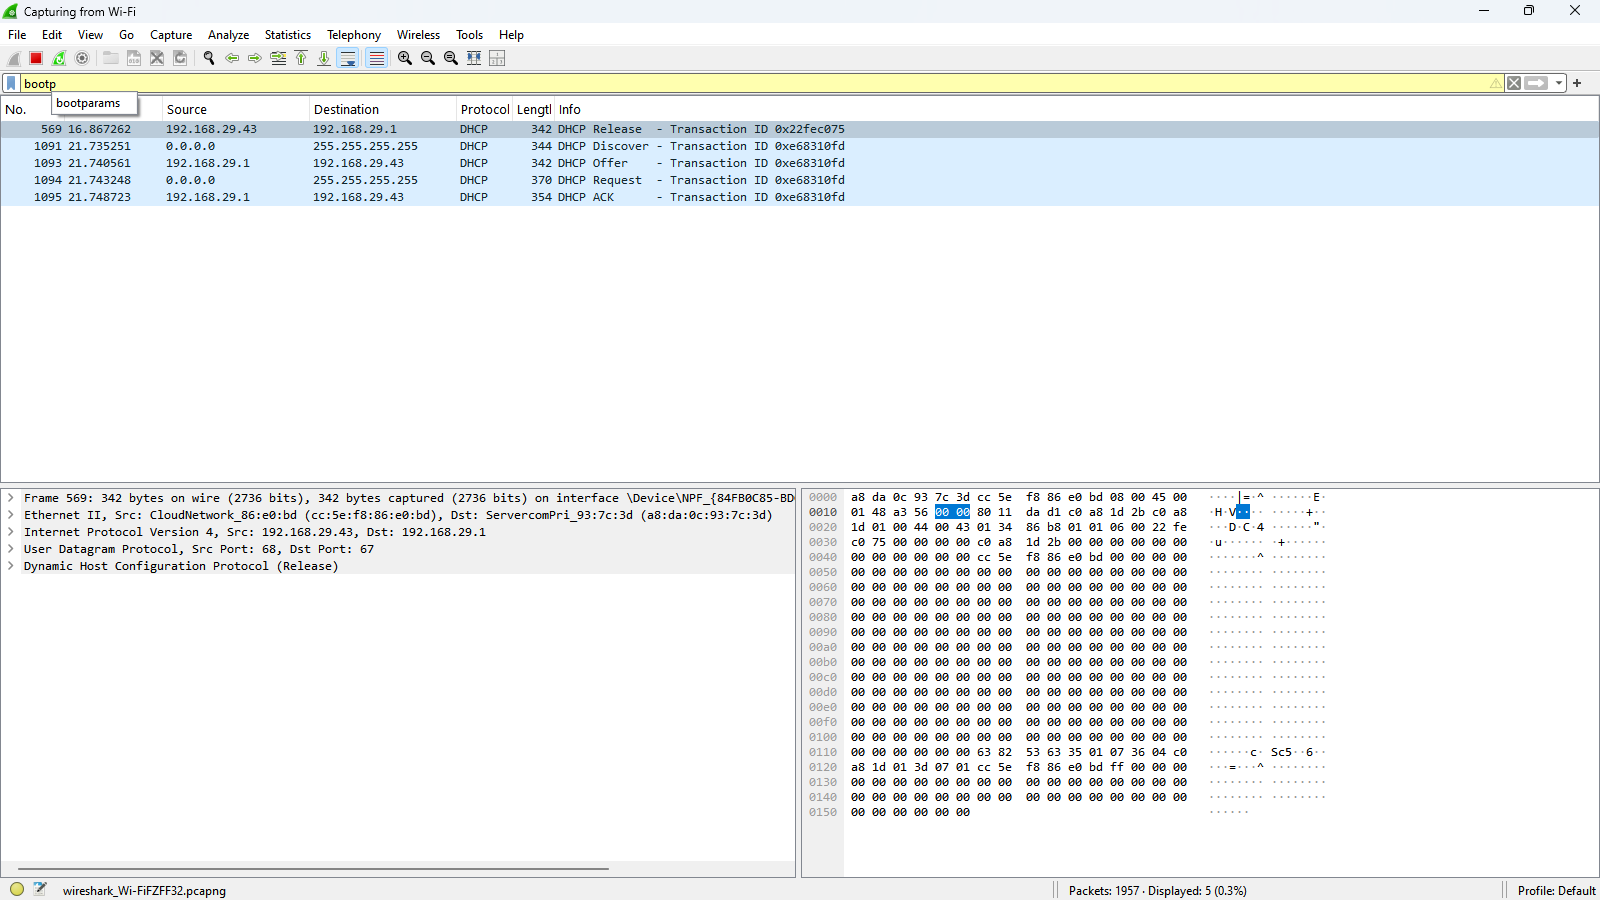 Capturing from Wi-Fi
File Edit View Go Capture Analyze Statistics Telephony Wireless Tools Help
bootp
bootparams
No. Source Destination Protocol Lengtl Info
569 16.867262 192.168.29.43 192.168.29.1 DHCP 342 DHCP Release - Transaction ID 0x22fec075
1091 21.735251 0.0.0.0 255.255.255.255 DHCP 344 DHCP Discover - Transaction ID 0xe68310fd
1093 21.740561 192.168.29.1 192.168.29.43 DHCP 342 DHCP Offer - Transaction ID 0xe68310fd
1094 21.743248 0.0.0.0 255.255.255.255 DHCP 370 DHCP Request - Transaction ID 0xe68310fd
1095 21.748723 192.168.29.1 192.168.29.43 DHCP 354 DHCP ACK - Transaction ID 0xe68310fd
Frame 569: 342 bytes on wire (2736 bits), 342 bytes captured (2736 bits) on interface \Device\NPF_{84FB0C85-BD
Ethernet II, Src: CloudNetwork_86:e0:bd (cc:5e:f8:86:e0:bd), Dst: ServercomPri_93:7c:3d (a8:da:0c:93:7c:3d)
Internet Protocol Version 4, Src: 192.168.29.43, Dst: 192.168.29.1
User Datagram Protocol, Src Port: 68, Dst Port: 67
Dynamic Host Configuration Protocol (Release)
0000 a8 da 0c 93 7c 3d cc 5e f8 86 e0 bd 08 00 45 00 ····|=·^ ······E·
0010 01 48 a3 56 00 00 80 11 da d1 c0 a8 1d 2b c0 a8 ·H·V···· ·····+··
0020 1d 01 00 44 00 43 01 34 86 b8 01 01 06 00 22 fe ···D·C·4 ······"·
0030 c0 75 00 00 00 00 c0 a8 1d 2b 00 00 00 00 00 00 ·u······ ·+······
0040 00 00 00 00 00 00 cc 5e f8 86 e0 bd 00 00 00 00 ·······^ ········
0050 00 00 00 00 00 00 00 00 00 00 00 00 00 00 00 00 ········ ········
0060 00 00 00 00 00 00 00 00 00 00 00 00 00 00 00 00 ········ ········
0070 00 00 00 00 00 00 00 00 00 00 00 00 00 00 00 00 ········ ········
0080 00 00 00 00 00 00 00 00 00 00 00 00 00 00 00 00 ········ ········
0090 00 00 00 00 00 00 00 00 00 00 00 00 00 00 00 00 ········ ········
00a0 00 00 00 00 00 00 00 00 00 00 00 00 00 00 00 00 ········ ········
00b0 00 00 00 00 00 00 00 00 00 00 00 00 00 00 00 00 ········ ········
00c0 00 00 00 00 00 00 00 00 00 00 00 00 00 00 00 00 ········ ········
00d0 00 00 00 00 00 00 00 00 00 00 00 00 00 00 00 00 ········ ········
00e0 00 00 00 00 00 00 00 00 00 00 00 00 00 00 00 00 ········ ········
00f0 00 00 00 00 00 00 00 00 00 00 00 00 00 00 00 00 ········ ········
0100 00 00 00 00 00 00 00 00 00 00 00 00 00 00 00 00 ········ ········
0110 00 00 00 00 00 00 63 82 53 63 35 01 07 36 04 c0 ······c· Sc5··6··
0120 a8 1d 01 3d 07 01 cc 5e f8 86 e0 bd ff 00 00 00 ···=···^ ········
0130 00 00 00 00 00 00 00 00 00 00 00 00 00 00 00 00 ········ ········
0140 00 00 00 00 00 00 00 00 00 00 00 00 00 00 00 00 ········ ········
0150 00 00 00 00 00 00 ······
wireshark_Wi-FiFZFF32.pcapng Packets: 1957 · Displayed: 5 (0.3%) Profile: Default